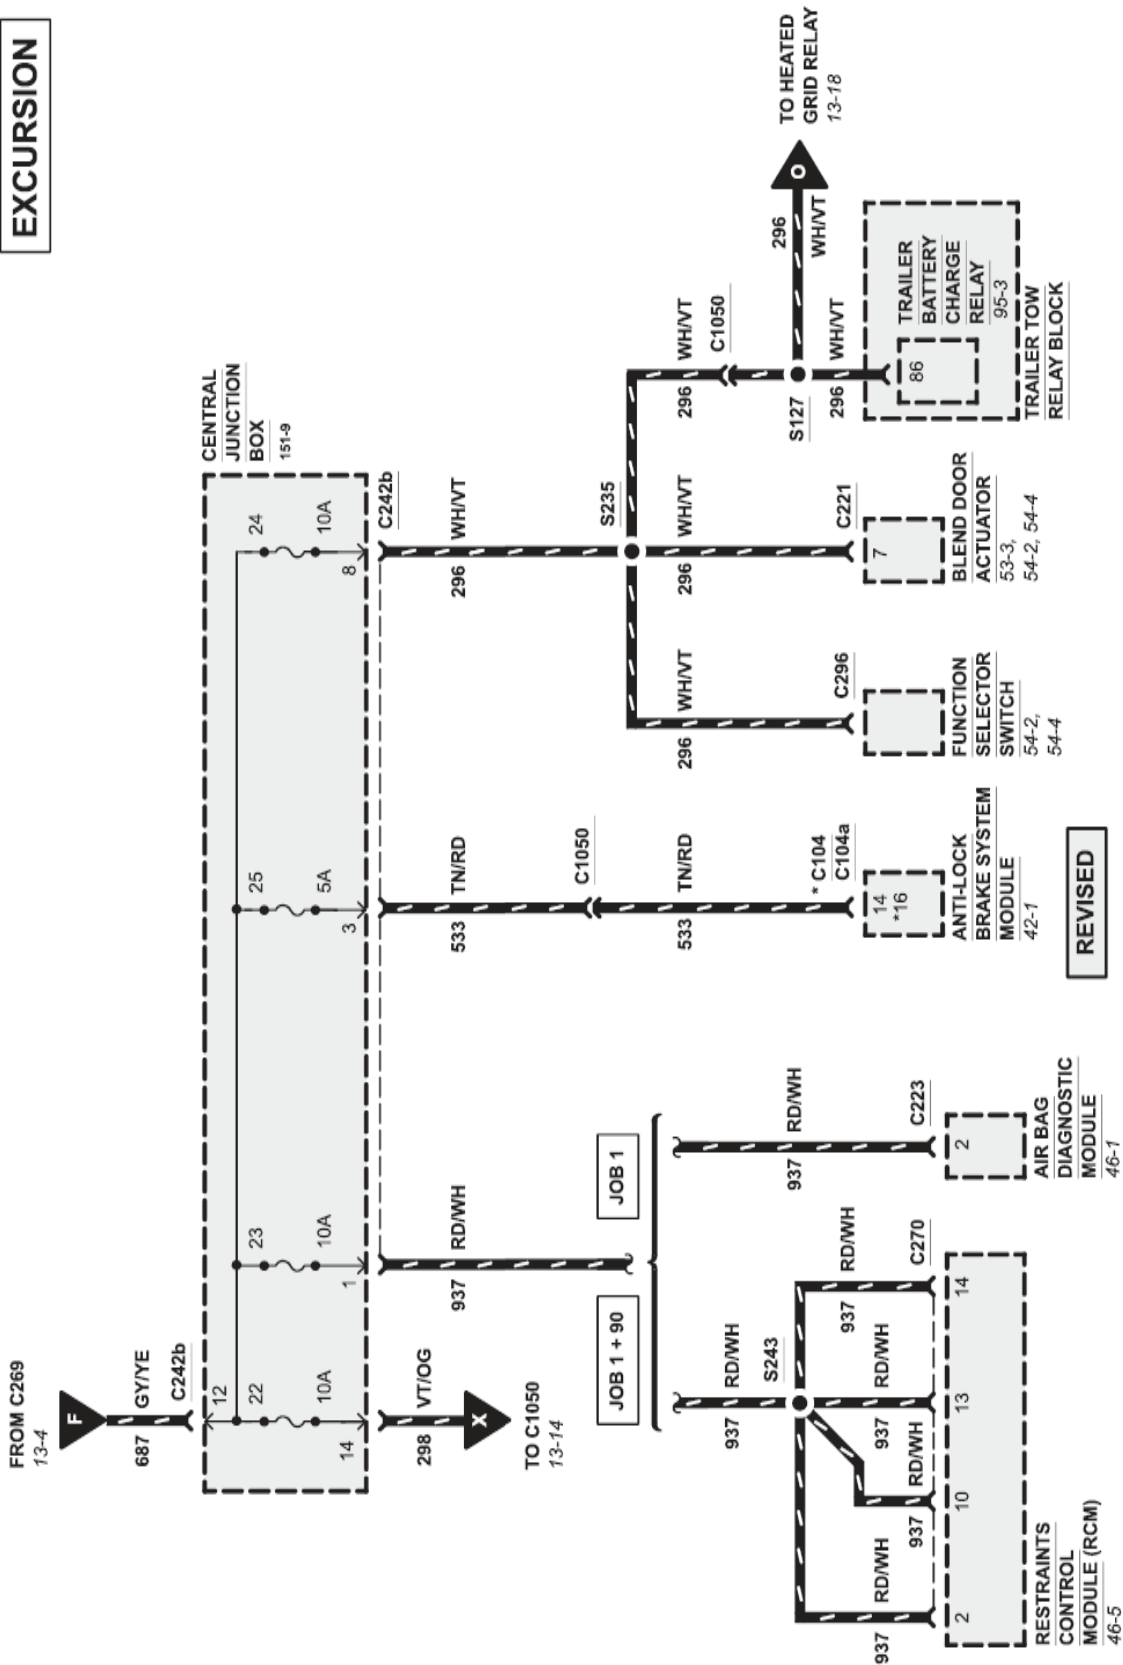 EXCURSION
FROM C269
13-4
F
687
GY/YE
C242b
CENTRAL
JUNCTION
BOX
151-9
12
22
10A
14
23
10A
1
25
5A
3
24
10A
8
C242b
298
VT/OG
X
TO C1050
13-14
937
RD/WH
533
TN/RD
296
WH/VT
JOB 1 + 90
JOB 1
C1050
S235
937
RD/WH
S243
937
RD/WH
937
RD/WH
937
RD/WH
937
RD/WH
C270
2
10
13
14
RESTRAINTS
CONTROL
MODULE (RCM)
46-5
937
RD/WH
C223
2
AIR BAG
DIAGNOSTIC
MODULE
46-1
533
TN/RD
* C104
C104a
14
*16
ANTI-LOCK
BRAKE SYSTEM
MODULE
42-1
296
WH/VT
C296
FUNCTION
SELECTOR
SWITCH
54-2,
54-4
296
WH/VT
C221
7
BLEND DOOR
ACTUATOR
53-3,
54-2, 54-4
296
WH/VT
C1050
S127
296
WH/VT
296
WH/VT
O
TO HEATED
GRID RELAY
13-18
86
TRAILER
BATTERY
CHARGE
RELAY
95-3
TRAILER TOW
RELAY BLOCK
REVISED